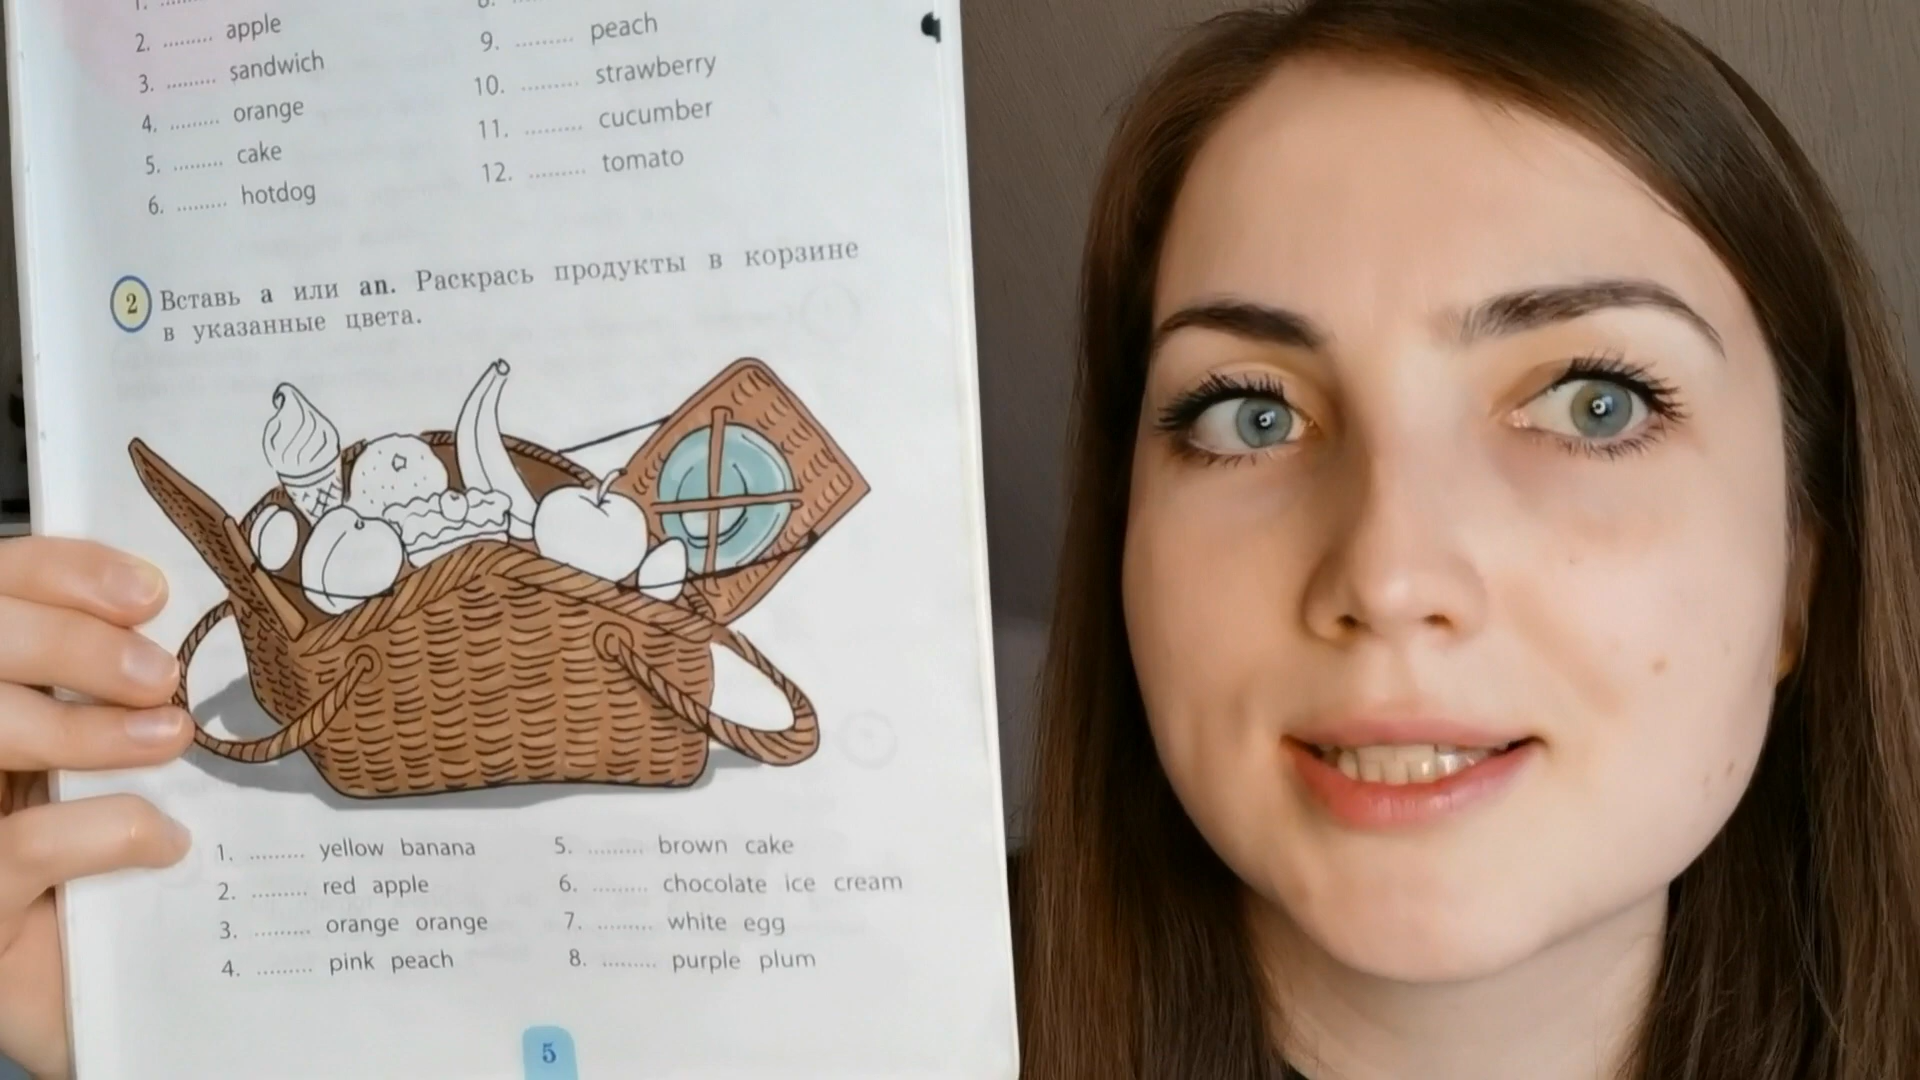 1. .........
2. ......... apple
3. ......... sandwich
4. ......... orange
5. ......... cake
6. ......... hotdog
8. .........
9. ......... peach
10. ......... strawberry
11. ......... cucumber
12. ......... tomato
2 Вставь a или an. Раскрась продукты в корзине
в указанные цвета.
1. ......... yellow banana
2. ......... red apple
3. ......... orange orange
4. ......... pink peach
5. ......... brown cake
6. ......... chocolate ice cream
7. ......... white egg
8. ......... purple plum
5